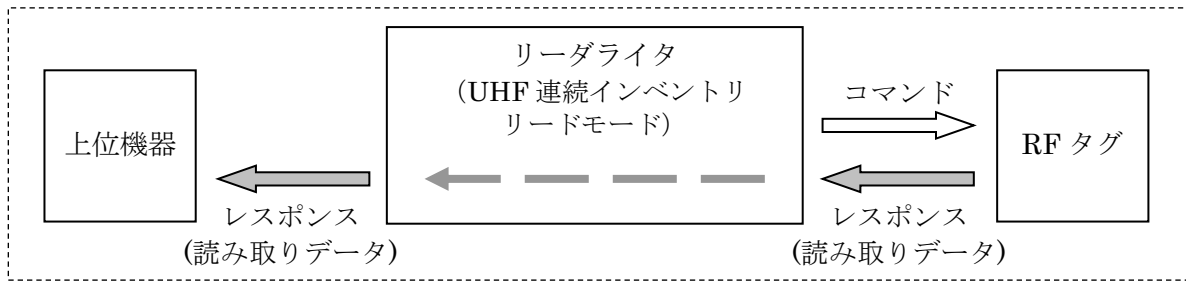 上位機器
レスポンス
(読み取りデータ)
リーダライタ
（UHF 連続インベントリ
リードモード）
コマンド
レスポンス
(読み取りデータ)
RF タグ